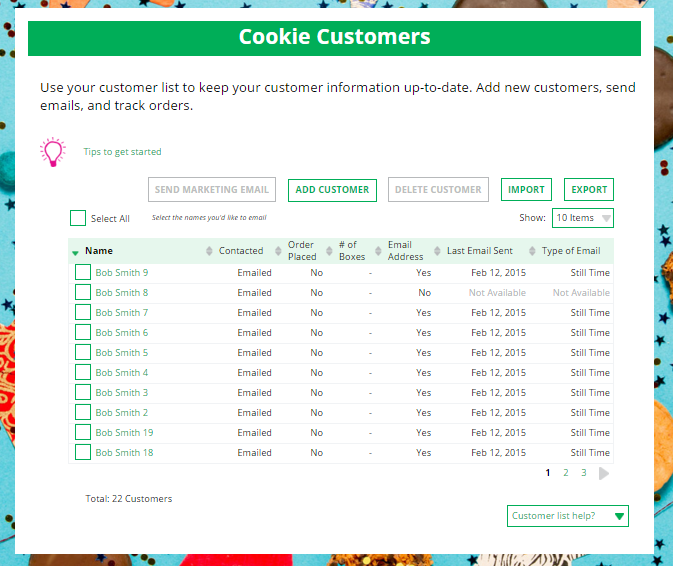 Cookie Customers
Use your customer list to keep your customer information up-to-date. Add new customers, send
emails, and track orders.
Tips to get started
SEND MARKETING EMAIL ADD CUSTOMER DELETE CUSTOMER IMPORT EXPORT
Select All Select the names you'd like to email Show: 10 Items
Name Contacted Order Placed # of Boxes Email Address Last Email Sent Type of Email
Bob Smith 9 Emailed No - Yes Feb 12, 2015 Still Time
Bob Smith 8 Emailed No - No Not Available Not Available
Bob Smith 7 Emailed No - Yes Feb 12, 2015 Still Time
Bob Smith 6 Emailed No - Yes Feb 12, 2015 Still Time
Bob Smith 5 Emailed No - Yes Feb 12, 2015 Still Time
Bob Smith 4 Emailed No - Yes Feb 12, 2015 Still Time
Bob Smith 3 Emailed No - Yes Feb 12, 2015 Still Time
Bob Smith 2 Emailed No - Yes Feb 12, 2015 Still Time
Bob Smith 19 Emailed No - Yes Feb 12, 2015 Still Time
Bob Smith 18 Emailed No - Yes Feb 12, 2015 Still Time
1 2 3
Total: 22 Customers
Customer list help?